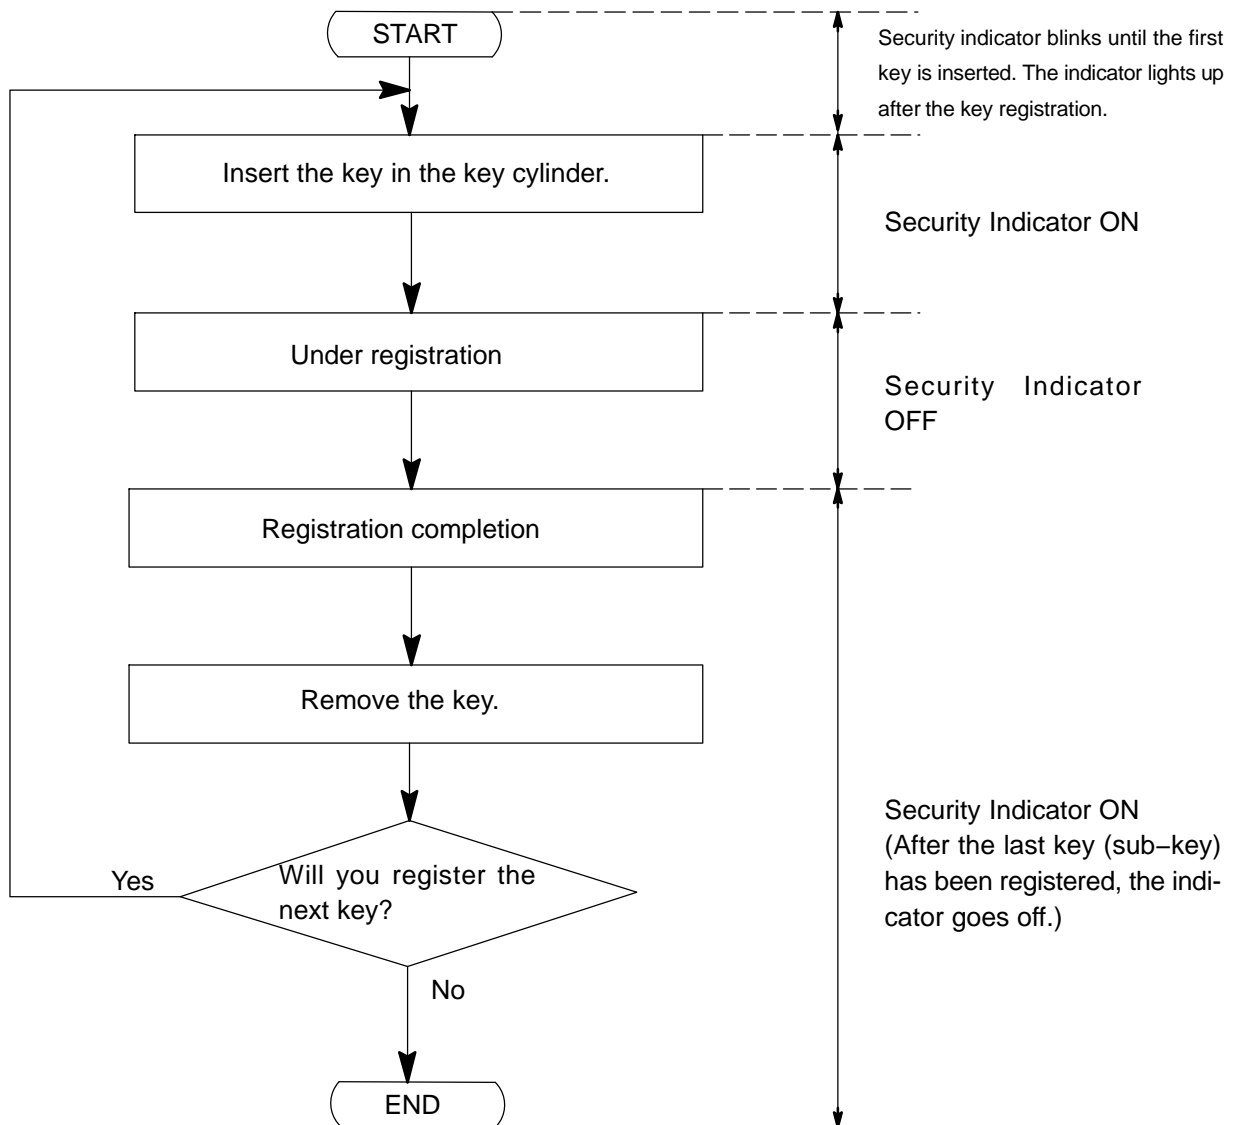 START
Security indicator blinks until the first
key is inserted. The indicator lights up
after the key registration.
Insert the key in the key cylinder.
Security Indicator ON
Under registration
Security Indicator
OFF
Registration completion
Remove the key.
Security Indicator ON
(After the last key (sub–key)
has been registered, the indi-
cator goes off.)
Yes
Will you register the
next key?
No
END